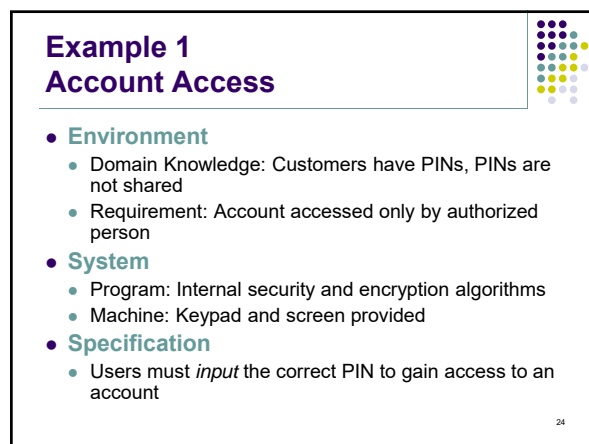 Example 1
Account Access
Environment
Domain Knowledge: Customers have PINs, PINs are
not shared
Requirement: Account accessed only by authorized
person
System
Program: Internal security and encryption algorithms
Machine: Keypad and screen provided
Specification
Users must input the correct PIN to gain access to an
account
24